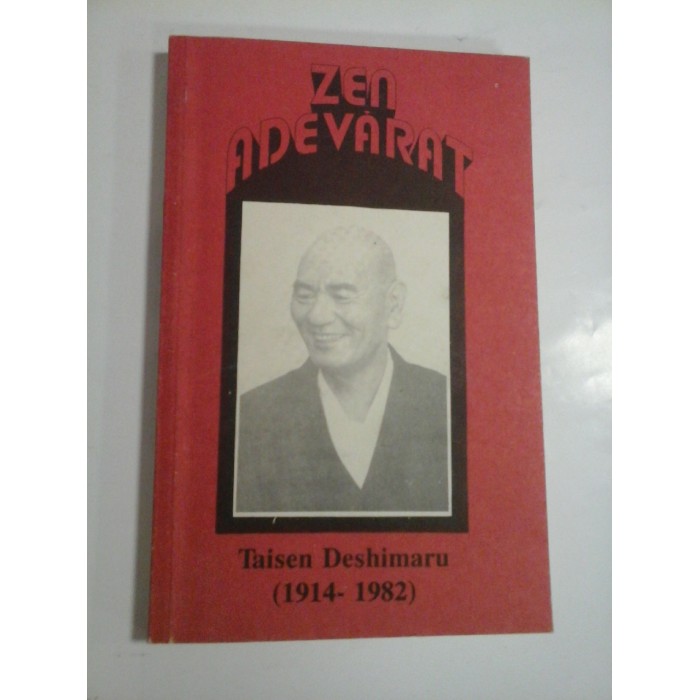 ZEN
ADEVĂRAT
Taisen Deshimaru
(1914- 1982)